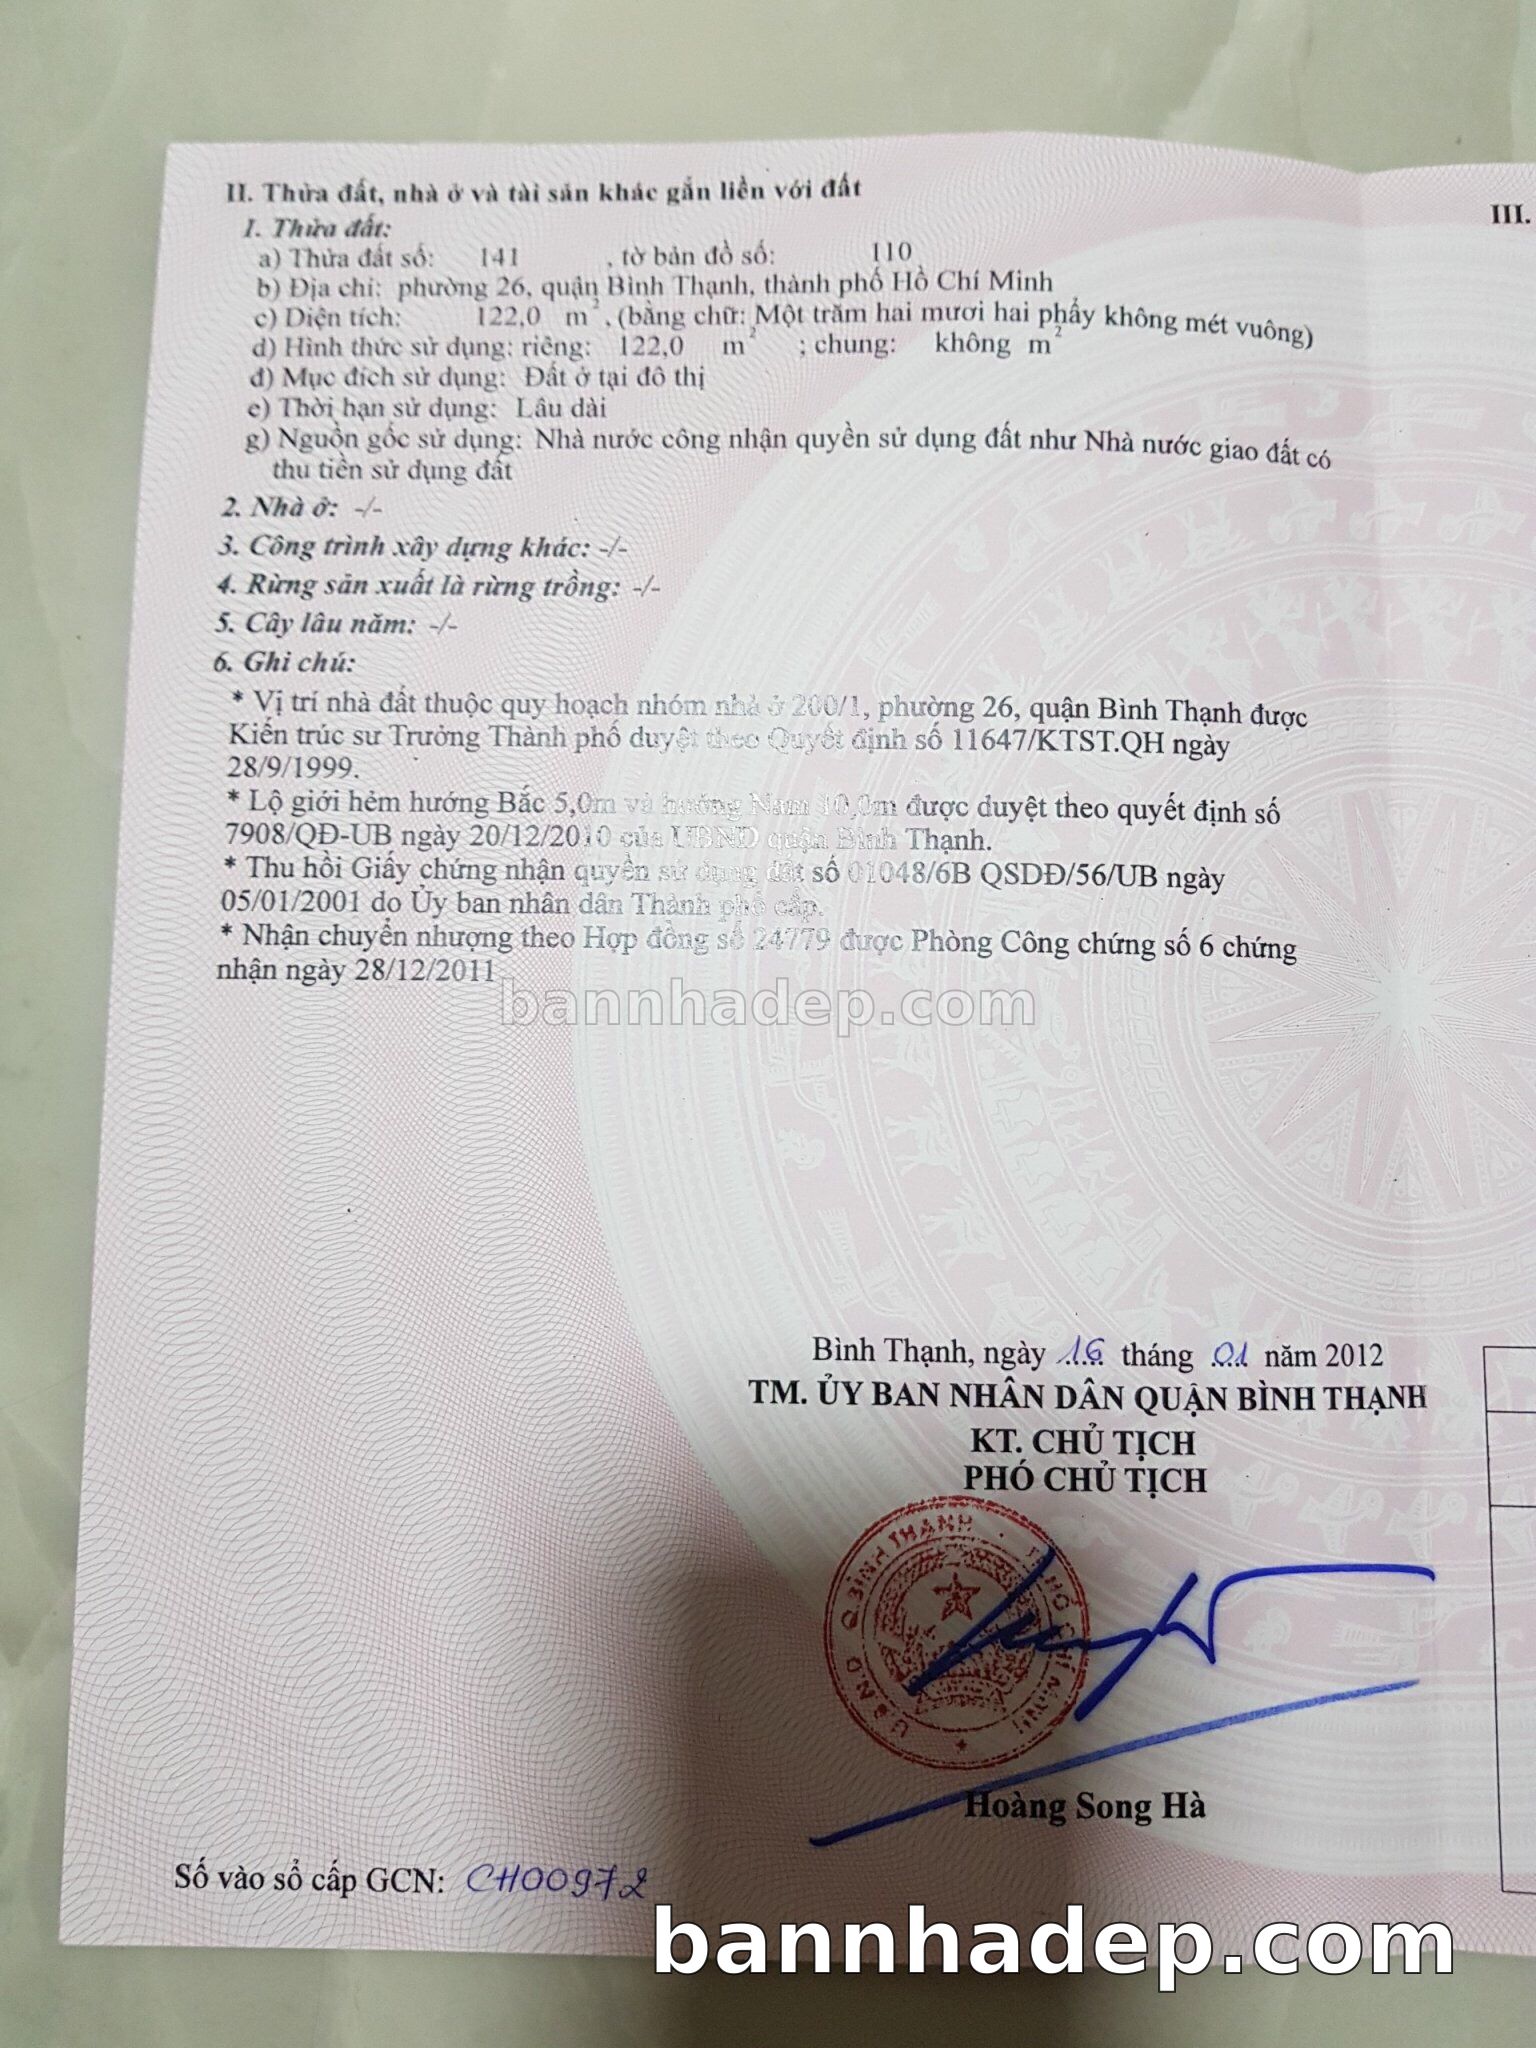 II. Thửa đất, nhà ở và tài sản khác gắn liền với đất
III.
1. Thửa đất:
a) Thửa đất số: 141 , tờ bản đồ số: 110
b) Địa chỉ: phường 26, quận Bình Thạnh, thành phố Hồ Chí Minh
c) Diện tích: 122,0 m², (bằng chữ: Một trăm hai mươi hai phẩy không mét vuông)
d) Hình thức sử dụng: riêng: 122,0 m² ; chung: không m²
đ) Mục đích sử dụng: Đất ở tại đô thị
e) Thời hạn sử dụng: Lâu dài
g) Nguồn gốc sử dụng: Nhà nước công nhận quyền sử dụng đất như Nhà nước giao đất có
thu tiền sử dụng đất
2. Nhà ở: -/-
3. Công trình xây dựng khác: -/-
4. Rừng sản xuất là rừng trồng: -/-
5. Cây lâu năm: -/-
6. Ghi chú:
* Vị trí nhà đất thuộc quy hoạch nhóm nhà ở 200/1, phường 26, quận Bình Thạnh được
Kiến trúc sư Trưởng Thành phố duyệt theo Quyết định số 11647/KTST.QH ngày
28/9/1999.
* Lộ giới hẻm hướng Bắc 5,0m và hướng Nam 10,0m được duyệt theo quyết định số
7908/QĐ-UB ngày 20/12/2010 của UBND quận Bình Thạnh.
* Thu hồi Giấy chứng nhận quyền sử dụng đất số 01048/6B QSDĐ/56/UB ngày
05/01/2001 do Ủy ban nhân dân Thành phố cấp.
* Nhận chuyển nhượng theo Hợp đồng số 24779 được Phòng Công chứng số 6 chứng
nhận ngày 28/12/2011
bannhadep.com
Bình Thạnh, ngày 16 tháng 01 năm 2012
TM. ỦY BAN NHÂN DÂN QUẬN BÌNH THẠNH
KT. CHỦ TỊCH
PHÓ CHỦ TỊCH
U.B.N.D Q.BÌNH THẠNH . T.P HỒ CHÍ MINH
Hoàng Song Hà
Số vào sổ cấp GCN: CH00972
bannhadep.com